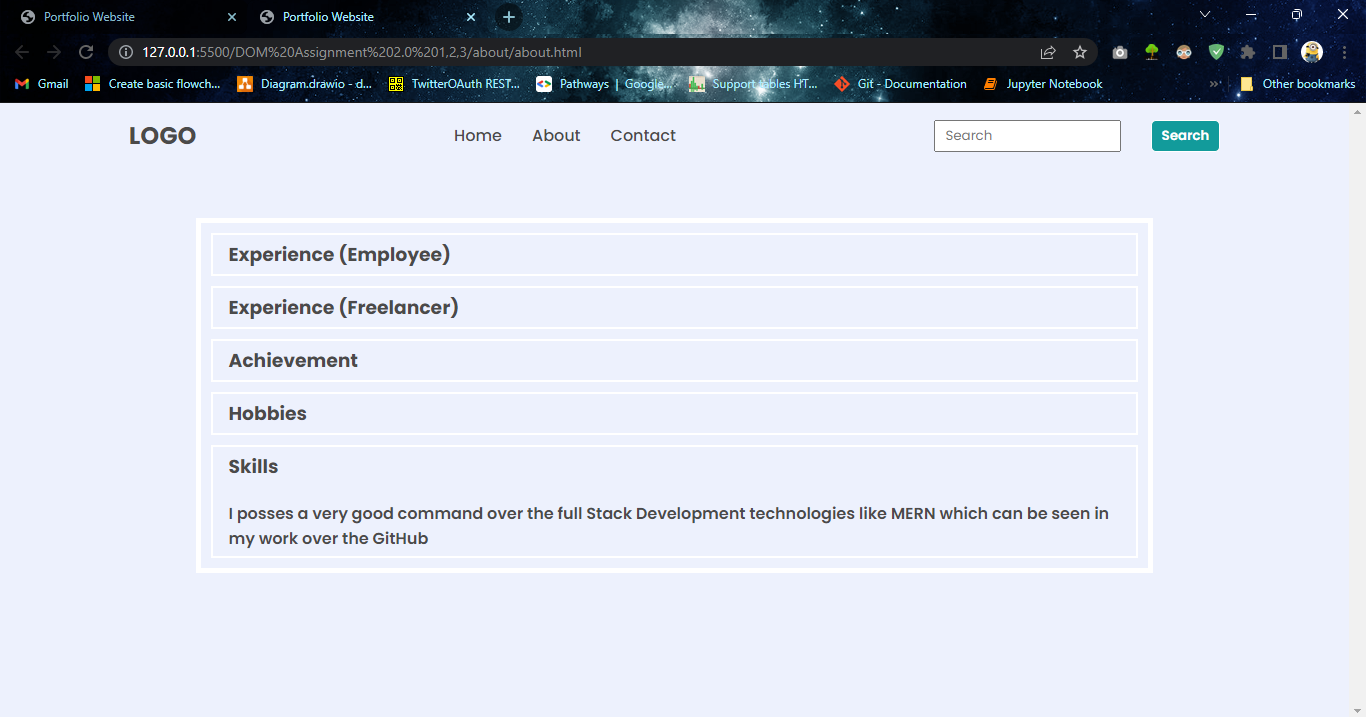 Portfolio Website
Portfolio Website
127.0.0.1:5500/DOM%20Assignment%202.0%201,2,3/about/about.html
Gmail
Create basic flowch...
Diagram.drawio - d...
TwitterOAuth REST...
Pathways | Google...
Support tables HT...
Git - Documentation
Jupyter Notebook
Other bookmarks
LOGO
Home
About
Contact
Search
Search
Experience (Employee)
Experience (Freelancer)
Achievement
Hobbies
Skills
I posses a very good command over the full Stack Development technologies like MERN which can be seen in
my work over the GitHub